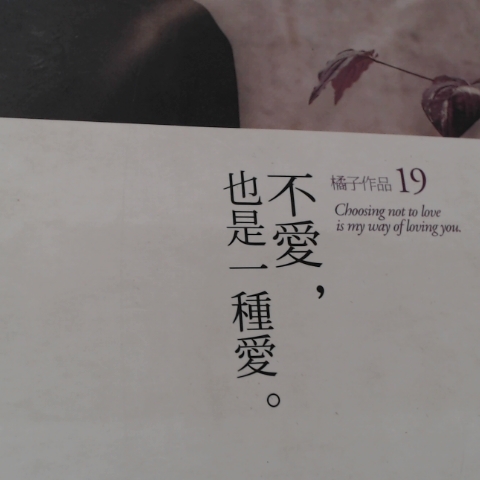 不愛，
也是一種愛。
橘子作品 19
Choosing not to love
is my way of loving you.